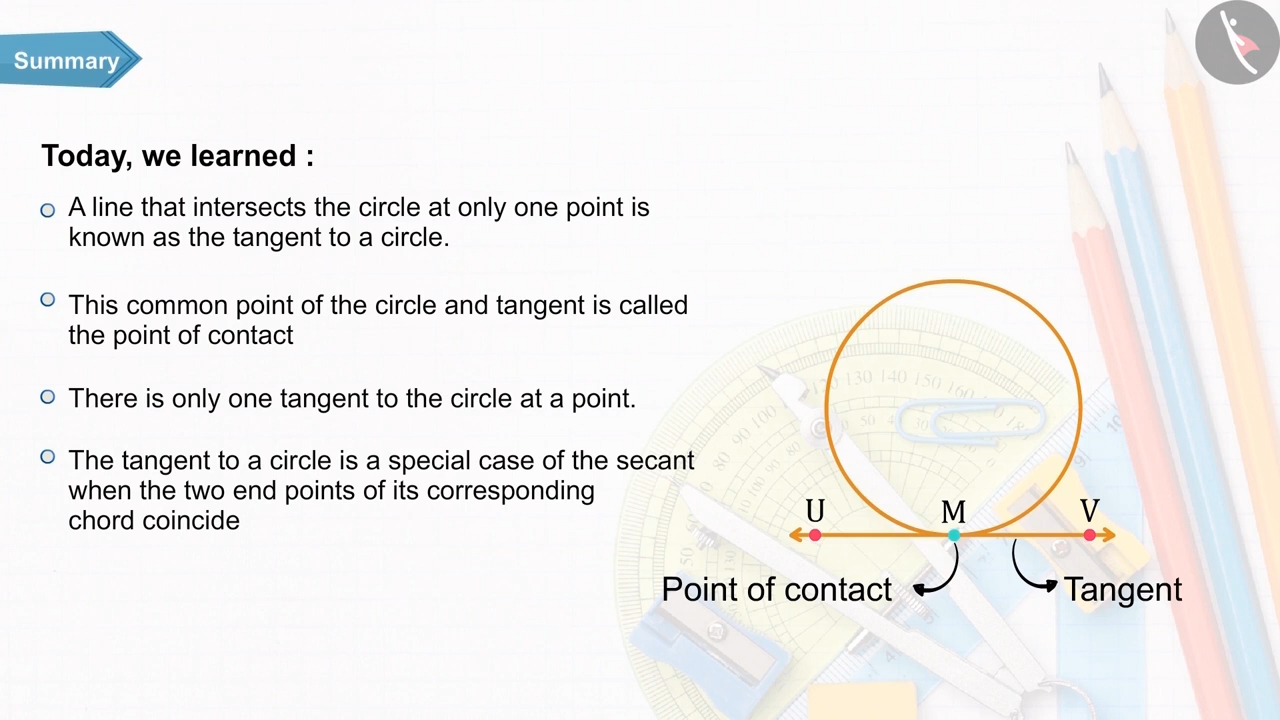 Summary
Today, we learned :
A line that intersects the circle at only one point is
known as the tangent to a circle.
This common point of the circle and tangent is called
the point of contact
There is only one tangent to the circle at a point.
The tangent to a circle is a special case of the secant
when the two end points of its corresponding
chord coincide
U M V
Point of contact
Tangent